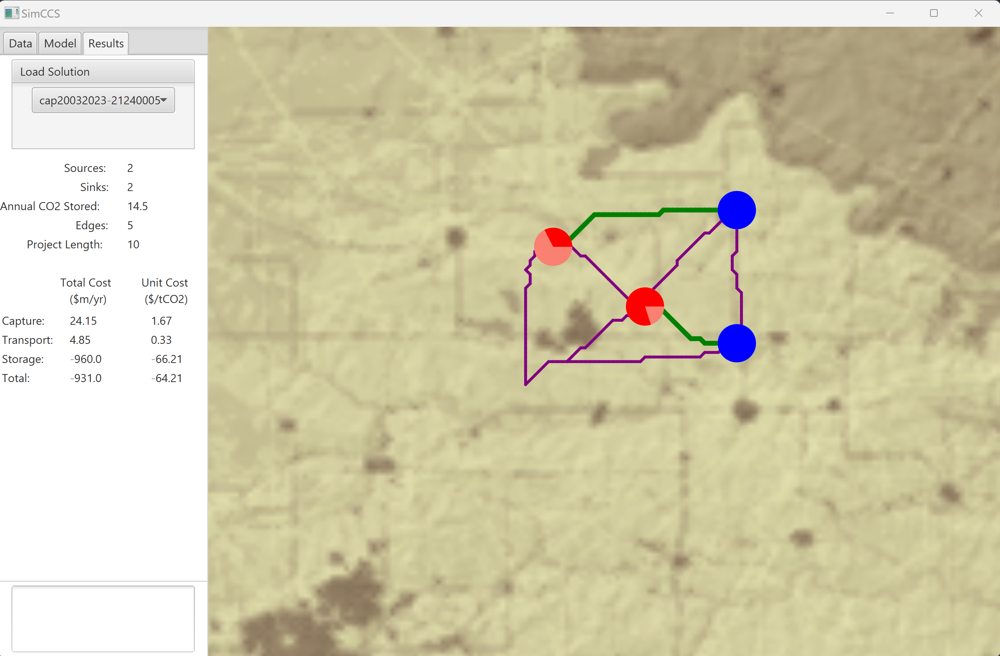 SimCCS
Data Model Results
Load Solution
cap20032023-21240005
Sources: 2
Sinks: 2
Annual CO2 Stored: 14.5
Edges: 5
Project Length: 10
Total Cost Unit Cost
($m/yr) ($/tCO2)
Capture: 24.15 1.67
Transport: 4.85 0.33
Storage: -960.0 -66.21
Total: -931.0 -64.21